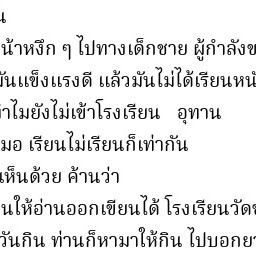 น
น้าหงึก ๆ ไปทางเด็กชาย ผู้กำลังข
มันแข็งแรงดี แล้วมันไม่ได้เรียนหนั
ทำไมยังไม่เข้าโรงเรียน อุทาน
มอ เรียนไม่เรียนก็เท่ากัน
เห็นด้วย ค้านว่า
นให้อ่านออกเขียนได้ โรงเรียนวัด
วันกิน ท่านก็หามาให้กิน ไปบอกยา